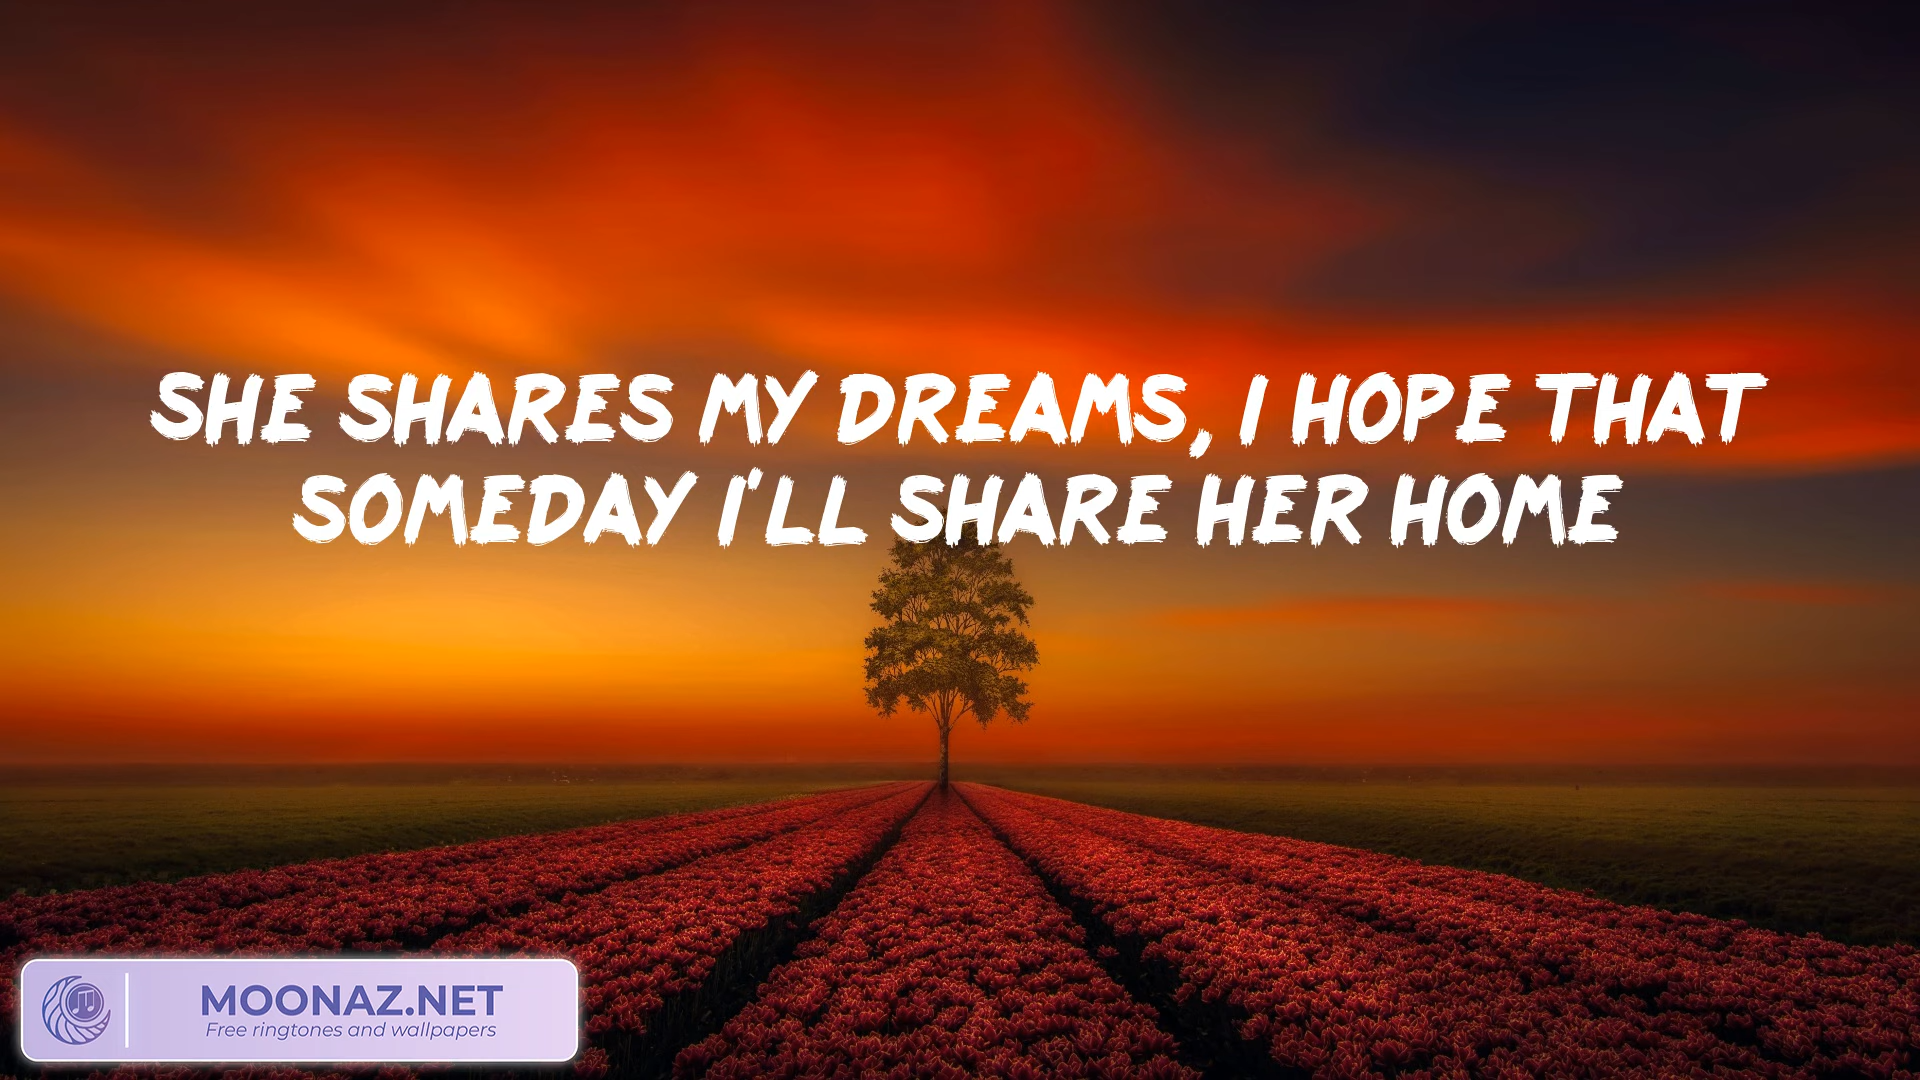 SHE SHARES MY DREAMS, I HOPE THAT
SOMEDAY I'LL SHARE HER HOME
MOONAZ.NET
Free ringtones and wallpapers